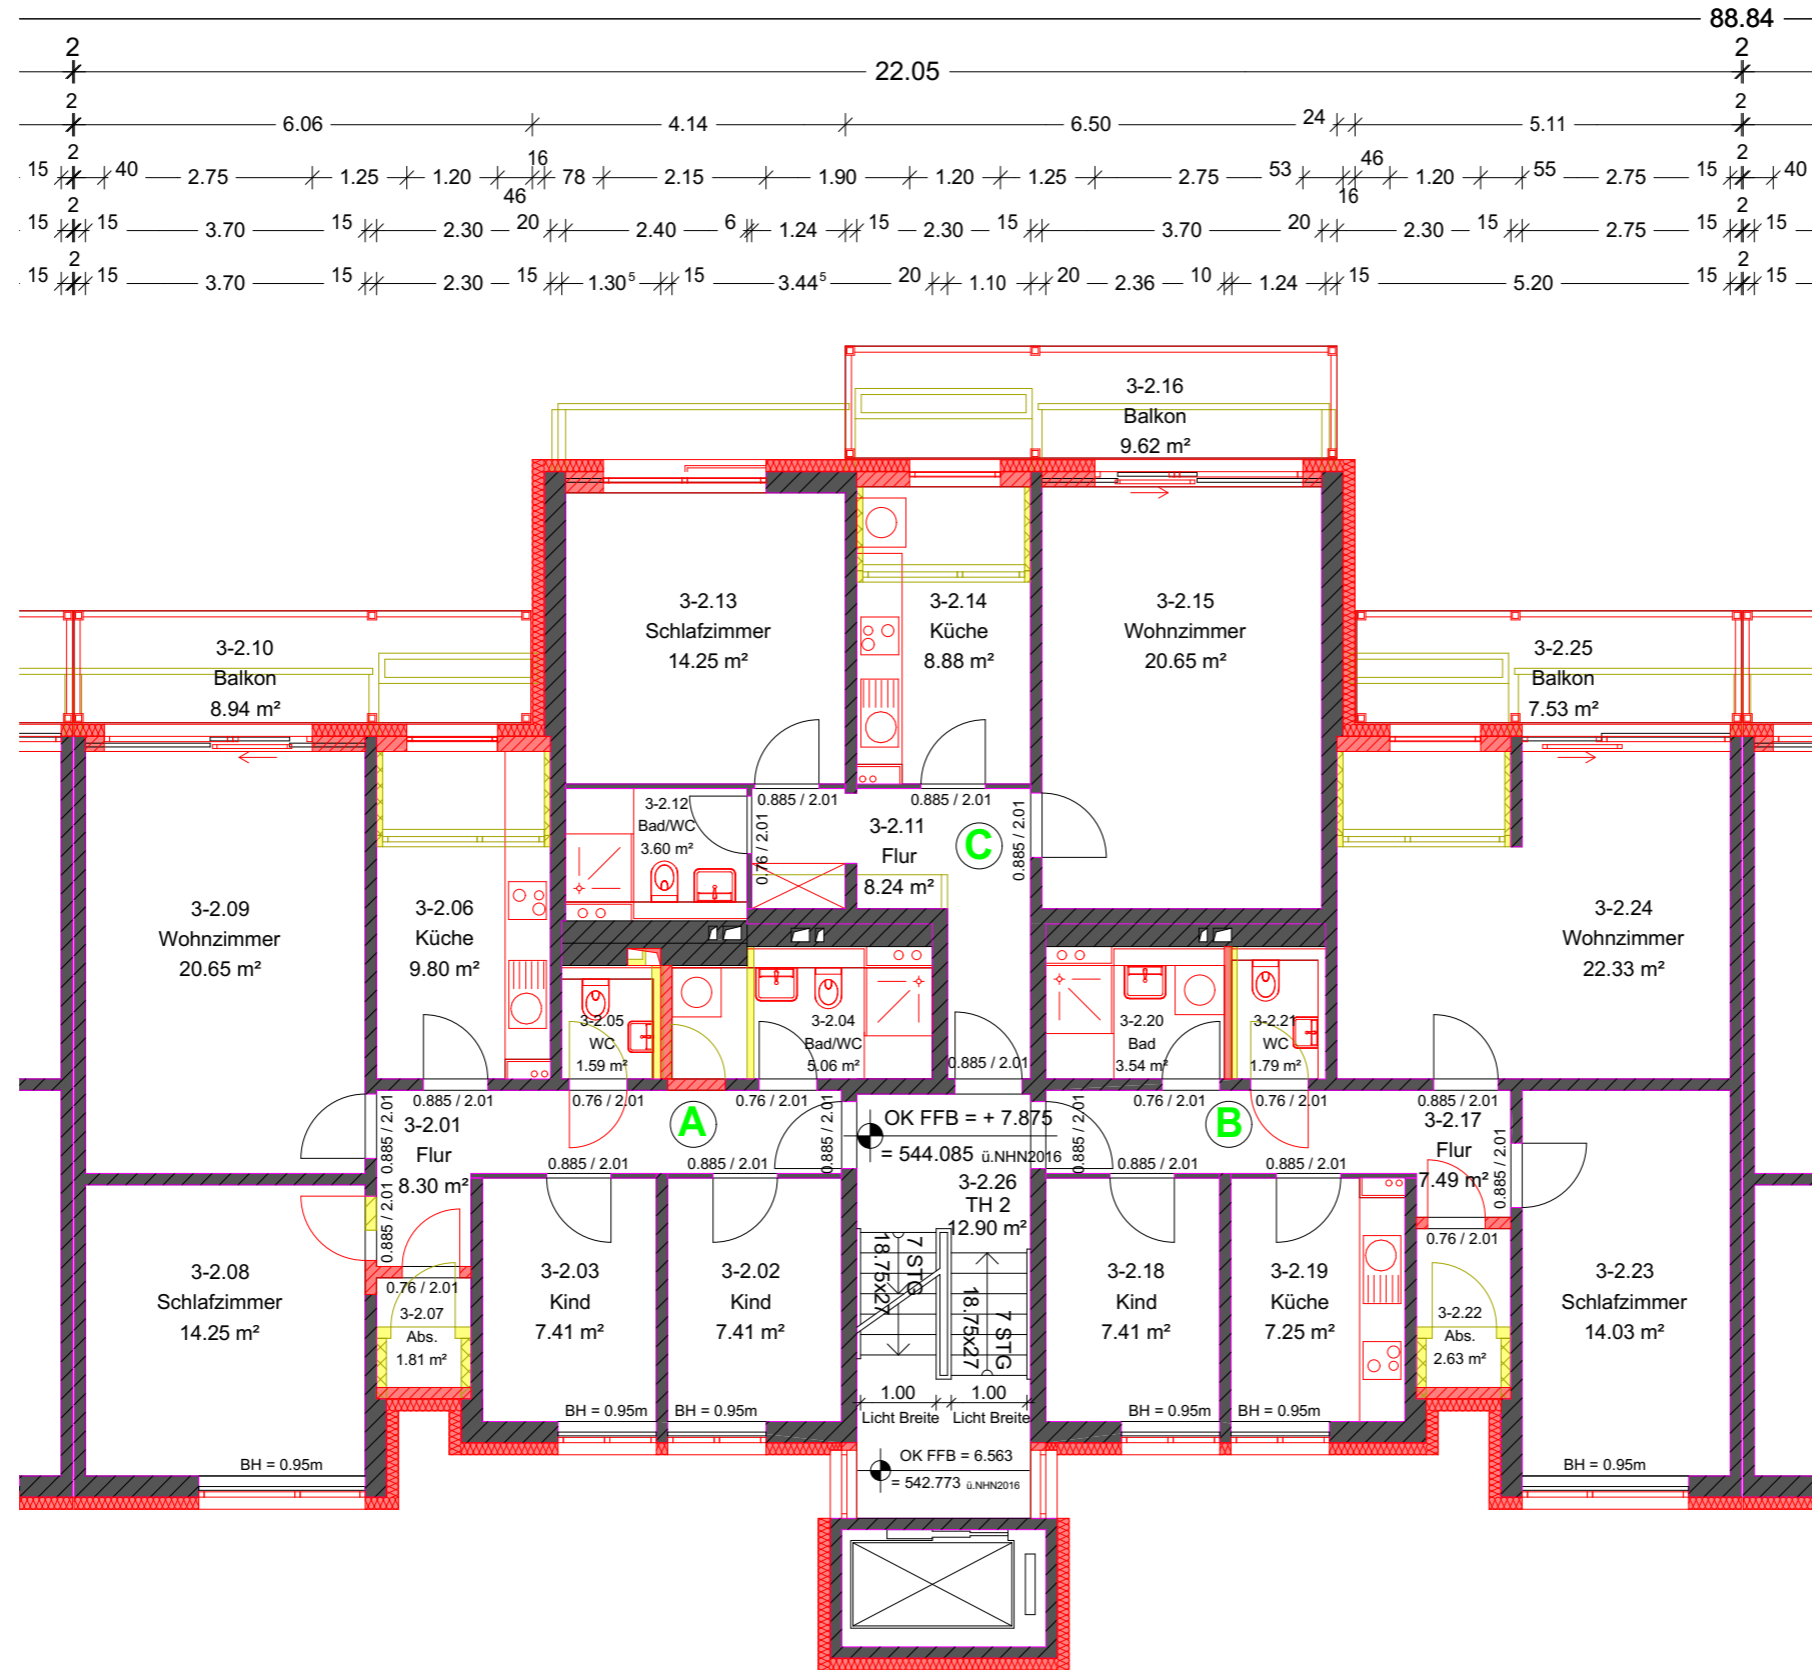 88.84
2 2
22.05
2 2
6.06 4.14 6.50 24 5.11
15 2 40 2.75 1.25 1.20 46 16 78 2.15 1.90 1.20 1.25 2.75 53 16 46 1.20 55 2.75 15 2 40
15 2 15 3.70 15 2.30 20 2.40 6 1.24 15 2.30 15 3.70 20 2.30 15 2.75 15 2 15
15 2 15 3.70 15 2.30 15 1.30⁵ 15 3.44⁵ 20 1.10 20 2.36 10 1.24 15 5.20 15 2 15
3-2.16
Balkon
9.62 m²
3-2.13
Schlafzimmer
14.25 m²
3-2.14
Küche
8.88 m²
3-2.15
Wohnzimmer
20.65 m²
3-2.10
Balkon
8.94 m²
3-2.25
Balkon
7.53 m²
3-2.12
Bad/WC
3.60 m²
0.885 / 2.01
0.885 / 2.01
0.76 / 2.01
3-2.11
Flur
8.24 m²
C
0.885 / 2.01
3-2.09
Wohnzimmer
20.65 m²
3-2.06
Küche
9.80 m²
3-2.24
Wohnzimmer
22.33 m²
3-2.05
WC
1.59 m²
3-2.04
Bad/WC
5.06 m²
0.885 / 2.01
3-2.20
Bad
3.54 m²
3-2.21
WC
1.79 m²
0.885 / 2.01
0.76 / 2.01
0.76 / 2.01
0.76 / 2.01
0.76 / 2.01
0.885 / 2.01
0.885 / 2.01
3-2.01
Flur
8.30 m²
A
0.885 / 2.01
OK FFB = + 7.875
= 544.085 ü.NHN2016
0.885 / 2.01
B
3-2.17
Flur
7.49 m²
0.885 / 2.01
0.885 / 2.01
0.885 / 2.01
0.885 / 2.01
0.885 / 2.01
0.885 / 2.01
3-2.26
TH 2
12.90 m²
0.76 / 2.01
0.76 / 2.01
3-2.08
Schlafzimmer
14.25 m²
3-2.07
Abs.
1.81 m²
3-2.03
Kind
7.41 m²
3-2.02
Kind
7.41 m²
7 STG
18.75x27
7 STG
18.75x27
3-2.18
Kind
7.41 m²
3-2.19
Küche
7.25 m²
3-2.22
Abs.
2.63 m²
3-2.23
Schlafzimmer
14.03 m²
1.00 1.00
Licht Breite Licht Breite
BH = 0.95m
BH = 0.95m
BH = 0.95m
BH = 0.95m
BH = 0.95m
BH = 0.95m
OK FFB = 6.563
= 542.773 ü.NHN2016